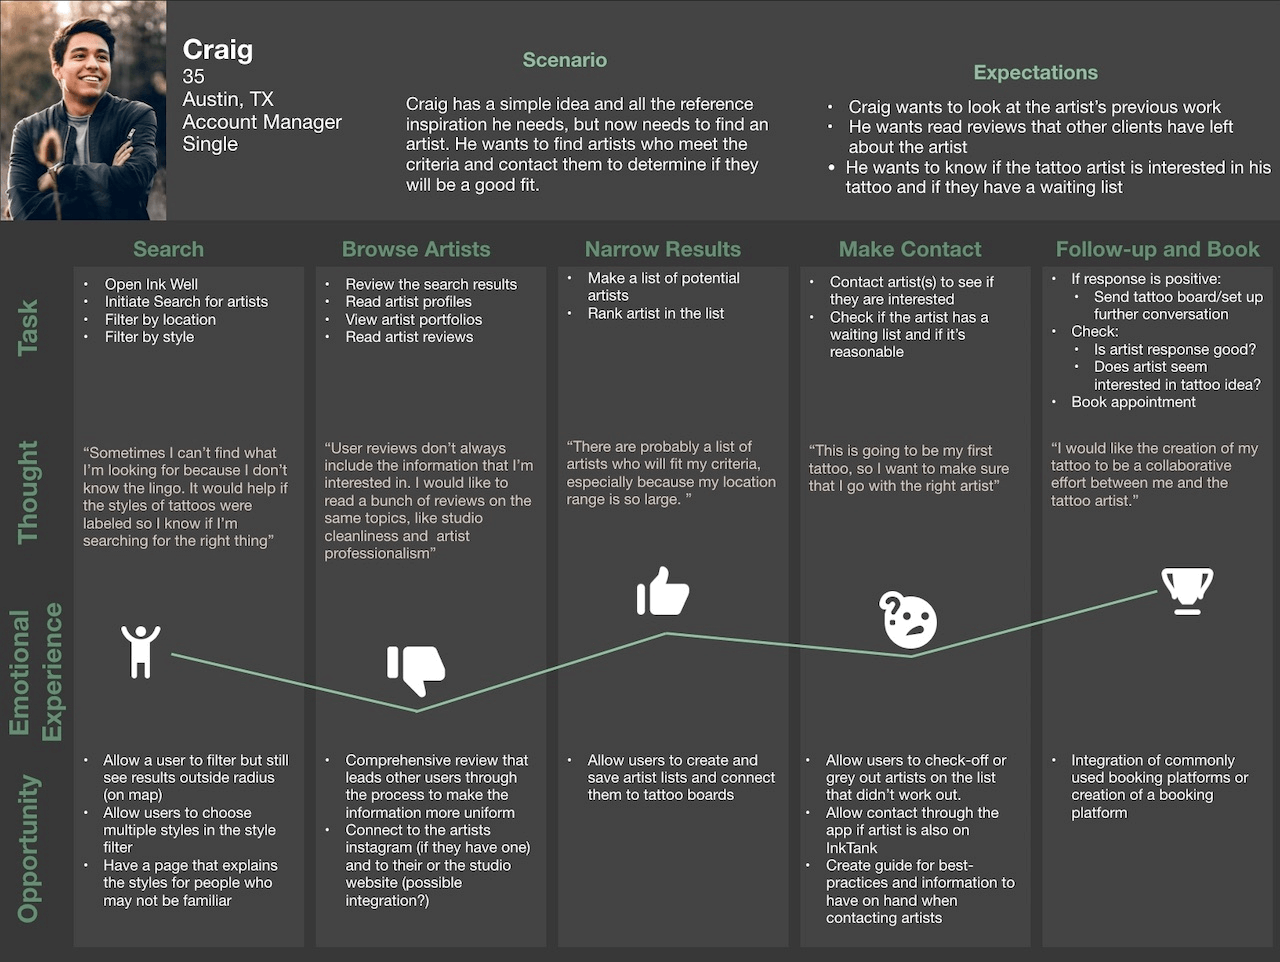 Craig
35
Austin, TX
Account Manager
Single
Scenario
Craig has a simple idea and all the reference
inspiration he needs, but now needs to find an
artist. He wants to find artists who meet the
criteria and contact them to determine if they
will be a good fit.
Expectations
• Craig wants to look at the artist’s previous work
• He wants read reviews that other clients have left
about the artist
• He wants to know if the tattoo artist is interested in his
tattoo and if they have a waiting list
Search
Browse Artists
Narrow Results
Make Contact
Follow-up and Book
Task
• Open Ink Well
• Initiate Search for artists
• Filter by location
• Filter by style
• Review the search results
• Read artist profiles
• View artist portfolios
• Read artist reviews
• Make a list of potential
artists
• Rank artist in the list
• Contact artist(s) to see if
they are interested
• Check if the artist has a
waiting list and if it’s
reasonable
• If response is positive:
• Send tattoo board/set up
further conversation
• Check:
• Is artist response good?
• Does artist seem
interested in tattoo idea?
• Book appointment
Thought
“Sometimes I can’t find what
I’m looking for because I don’t
know the lingo. It would help if
the styles of tattoos were
labeled so I know if I’m
searching for the right thing”
“User reviews don’t always
include the information that I’m
interested in. I would like to
read a bunch of reviews on the
same topics, like studio
cleanliness and artist
professionalism”
“There are probably a list of
artists who will fit my criteria,
especially because my location
range is so large. ”
“This is going to be my first
tattoo, so I want to make sure
that I go with the right artist”
“I would like the creation of my
tattoo to be a collaborative
effort between me and the
tattoo artist.”
Emotional
Experience
Opportunity
• Allow a user to filter but still
see results outside radius
(on map)
• Allow users to choose
multiple styles in the style
filter
• Have a page that explains
the styles for people who
may not be familiar
• Comprehensive review that
leads other users through
the process to make the
information more uniform
• Connect to the artists
instagram (if they have one)
and to their or the studio
website (possible
integration?)
• Allow users to create and
save artist lists and connect
them to tattoo boards
• Allow users to check-off or
grey out artists on the list
that didn’t work out.
• Allow contact through the
app if artist is also on
InkTank
• Create guide for best-
practices and information to
have on hand when
contacting artists
• Integration of commonly
used booking platforms or
creation of a booking
platform